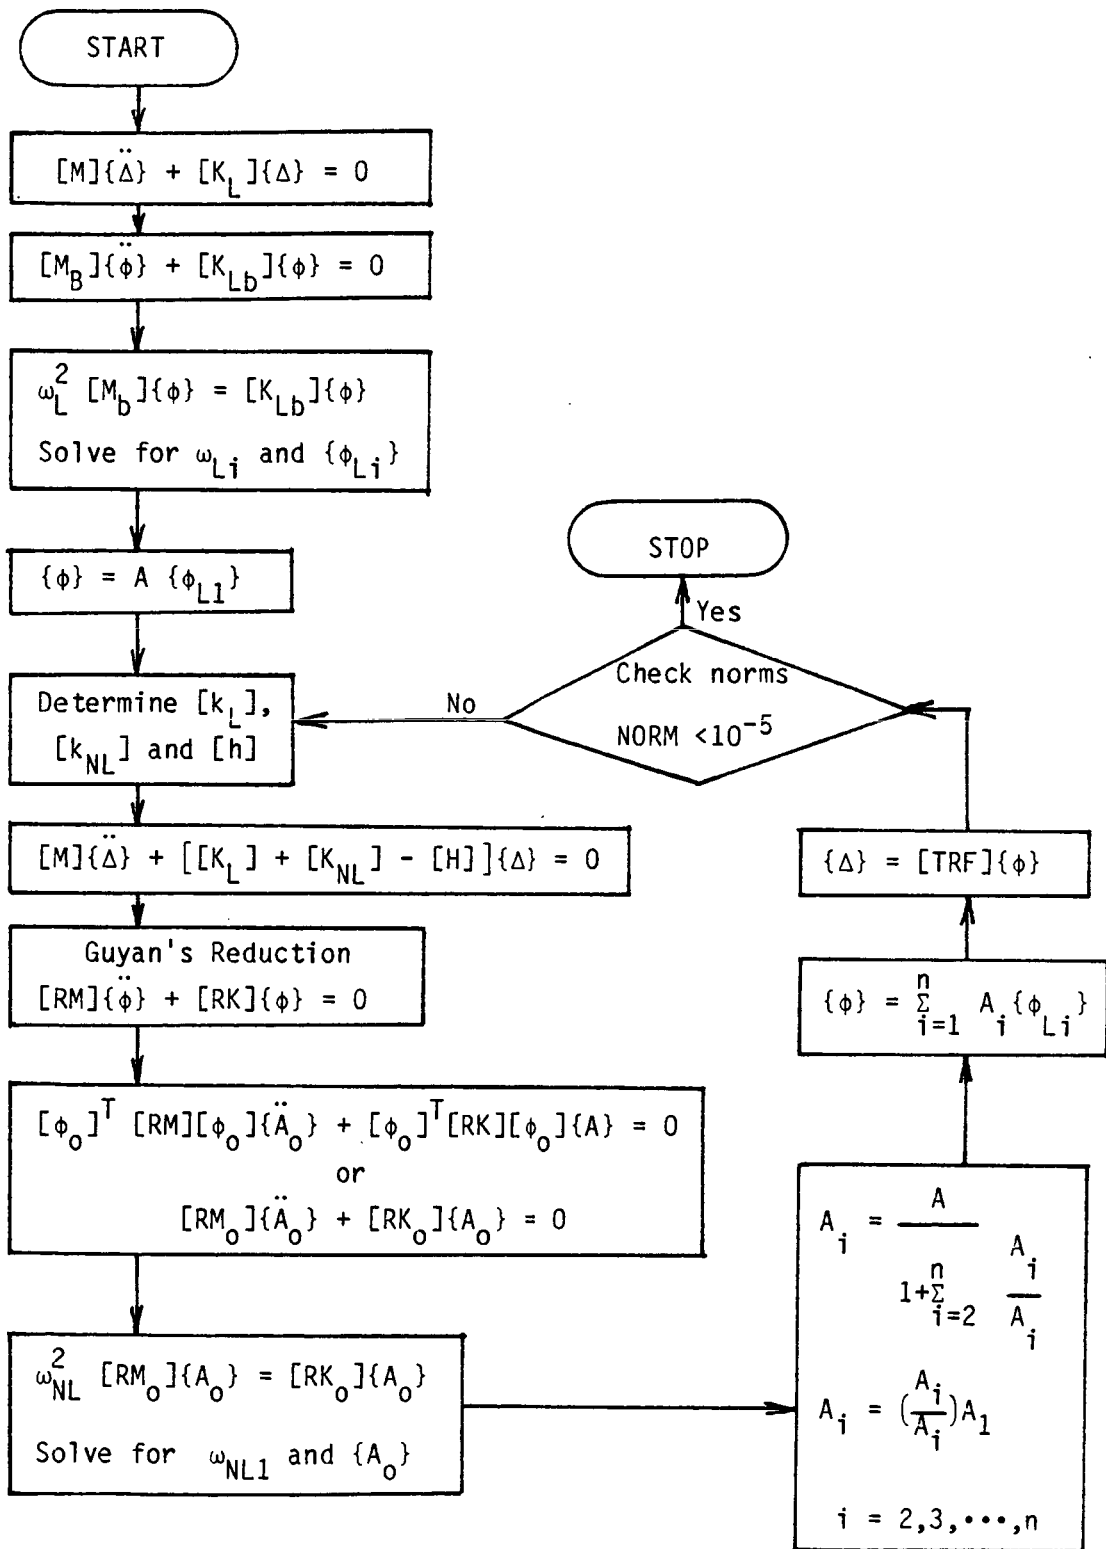 START
[M]{Δ̈} + [K_L]{Δ} = 0
[M_B]{ϕ̈} + [K_Lb]{ϕ} = 0
ω_L^2 [M_b]{ϕ} = [K_Lb]{ϕ}
Solve for ω_Li and {ϕ_Li}
{ϕ} = A {ϕ_L1}
Determine [k_L],
[k_NL] and [h]
[M]{Δ̈} + [[K_L] + [K_NL] - [H]]{Δ} = 0
Guyan's Reduction
[RM]{ϕ̈} + [RK]{ϕ} = 0
[ϕ_o]^T [RM][ϕ_o]{Ä_o} + [ϕ_o]^T[RK][ϕ_o]{A} = 0
or
[RM_o]{Ä_o} + [RK_o]{A_o} = 0
ω_NL^2 [RM_o]{A_o} = [RK_o]{A_o}
Solve for ω_NL1 and {A_o}
A_i = A / (1+Σ_{i=2}^n A_i/A_i)
A_i = (A_i/A_i)A_1
i = 2,3,···,n
{ϕ} = Σ_{i=1}^n A_i{ϕ_Li}
{Δ} = [TRF]{ϕ}
Check norms
NORM <10^-5
No
Yes
STOP